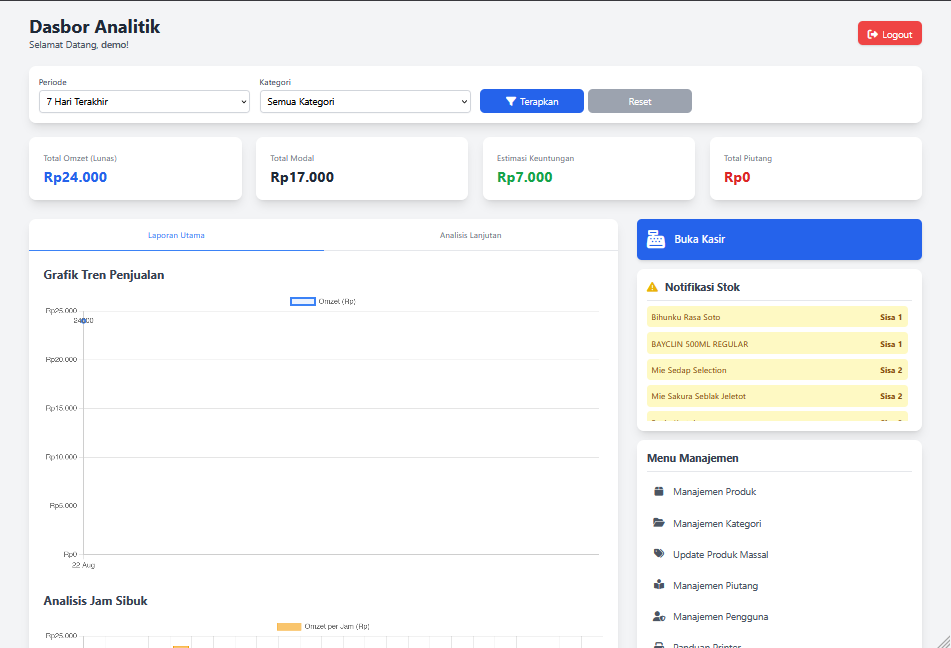 Dasbor Analitik
Selamat Datang, demo!
Logout
Periode
Kategori
7 Hari Terakhir
Semua Kategori
Terapkan
Reset
Total Omzet (Lunas)
Rp24.000
Total Modal
Rp17.000
Estimasi Keuntungan
Rp7.000
Total Piutang
Rp0
Laporan Utama
Analisis Lanjutan
Grafik Tren Penjualan
Omzet (Rp)
Rp25.000
24000
Rp20.000
Rp15.000
Rp10.000
Rp5.000
Rp0
22 Aug
Analisis Jam Sibuk
Omzet per Jam (Rp)
Rp25.000
Buka Kasir
Notifikasi Stok
Bihunku Rasa Soto Sisa 1
BAYCLIN 500ML REGULAR Sisa 1
Mie Sedap Selection Sisa 2
Mie Sakura Seblak Jeletot Sisa 2
Menu Manajemen
Manajemen Produk
Manajemen Kategori
Update Produk Massal
Manajemen Piutang
Manajemen Pengguna
Panduan Printer